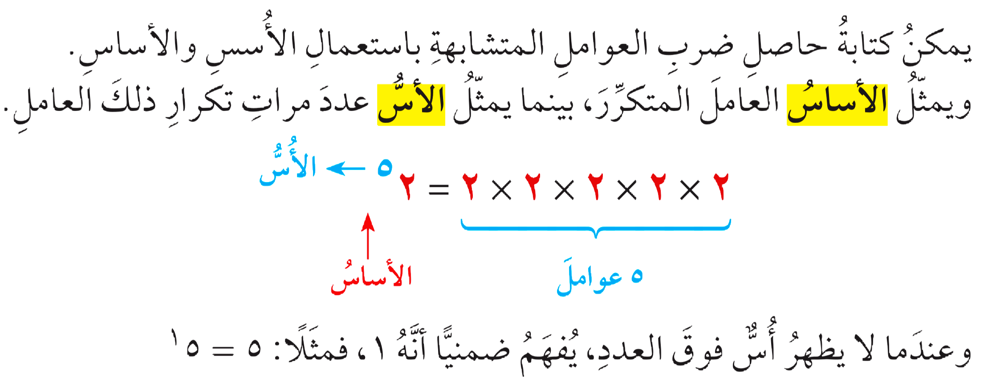 يمكنُ كتابةُ حاصلِ ضربِ العواملِ المتشابهةِ باستعمالِ الأُسسِ والأساسِ.
ويمثّلُ الأساسُ العاملَ المتكرِّرَ، بينما يمثّلُ الأسُّ عددَ مراتِ تكرارِ ذلكَ العاملِ.
٢ × ٢ × ٢ × ٢ × ٢ = ٢^٥ ← الأُسُّ
٥ عواملَ
الأساسُ
وعندَما لا يظهرُ أُسٌّ فوقَ العددِ، يُفهَمُ ضمنيًّا أنَّهُ ١، فمثَلًا: ٥ = ٥^١